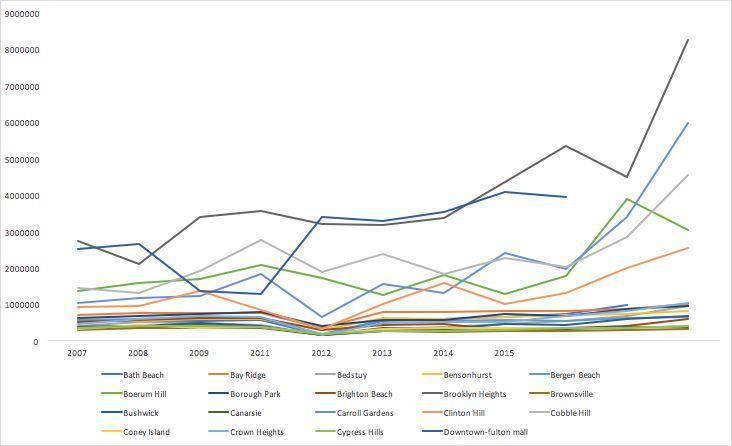 9000000
8000000
7000000
6000000
5000000
4000000
3000000
2000000
1000000
0
2007 2008 2009 2011 2012 2013 2014 2015
Bath Beach Bay Ridge Bedstuy Bensonhurst Bergen Beach
Boerum Hill Borough Park Brighton Beach Brooklyn Heights Brownsville
Bushwick Canarsie Carroll Gardens Clinton Hill Cobble Hill
Coney Island Crown Heights Cypress Hills Downtown-fulton mall